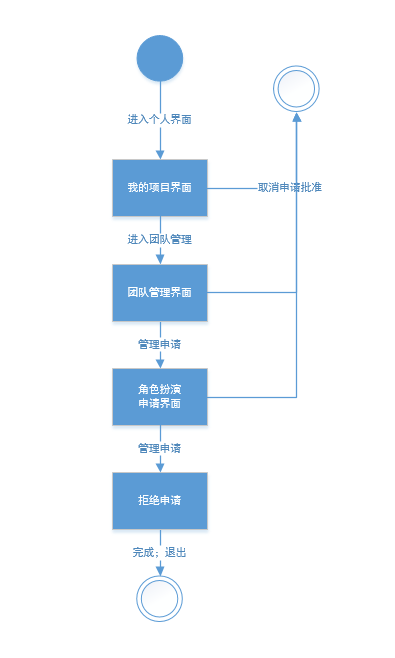 进入个人界面
我的项目界面
取消申请批准
进入团队管理
团队管理界面
管理申请
角色扮演
申请界面
管理申请
拒绝申请
完成；退出